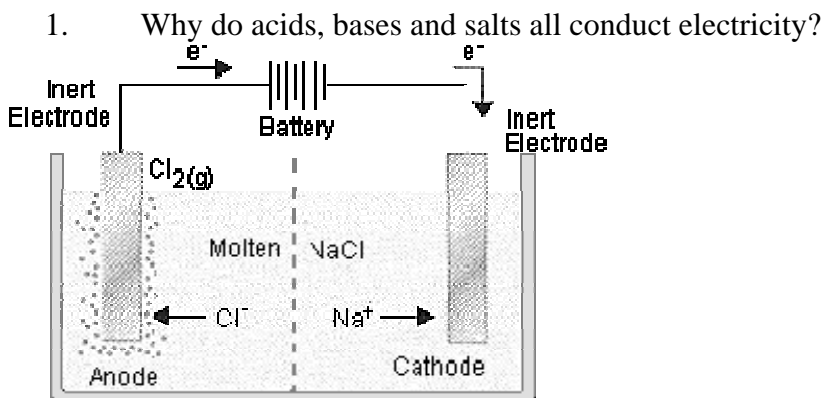 1. Why do acids, bases and salts all conduct electricity?
e⁻ e⁻
Inert
Electrode
Battery
Inert
Electrode
Cl₂(g)
Molten NaCl
Cl⁻ Na⁺
Anode Cathode